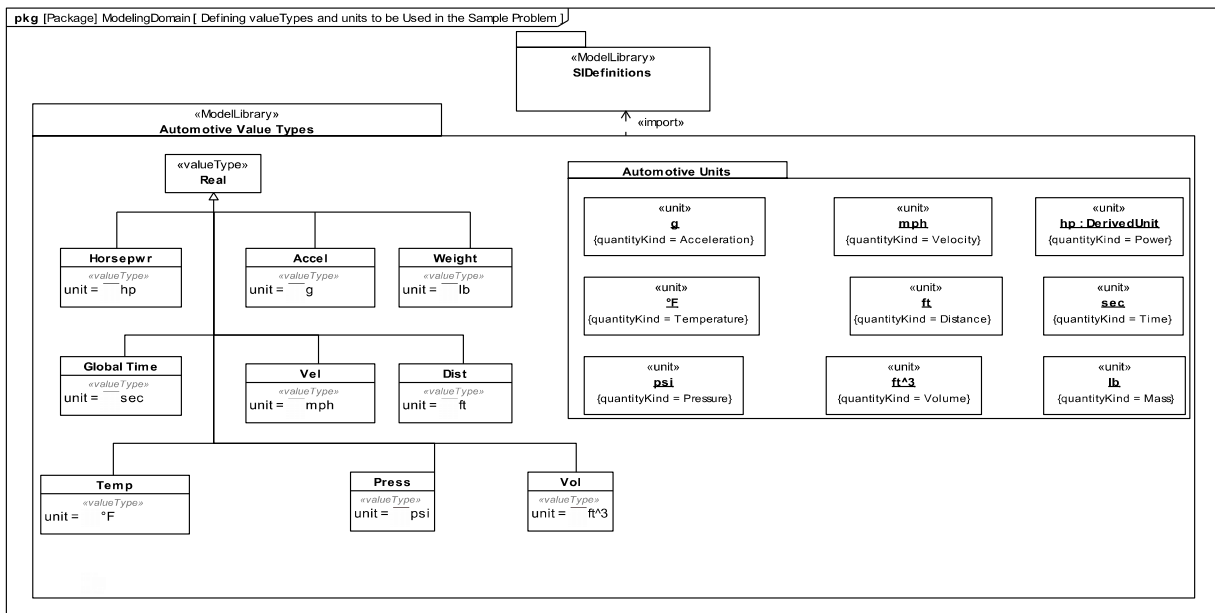 pkg [Package] ModelingDomain [ Defining valueTypes and units to be Used in the Sample Problem ]
«ModelLibrary»
SIDefinitions
«import»
«ModelLibrary»
Automotive Value Types
«valueType»
Real
Horsepwr
«valueType»
unit = hp
Accel
«valueType»
unit = g
Weight
«valueType»
unit = lb
Global Time
«valueType»
unit = sec
Vel
«valueType»
unit = mph
Dist
«valueType»
unit = ft
Temp
«valueType»
unit = °F
Press
«valueType»
unit = psi
Vol
«valueType»
unit = ft^3
Automotive Units
«unit»
g
{quantityKind = Acceleration}
«unit»
mph
{quantityKind = Velocity}
«unit»
hp : DerivedUnit
{quantityKind = Power}
«unit»
°F
{quantityKind = Temperature}
«unit»
ft
{quantityKind = Distance}
«unit»
sec
{quantityKind = Time}
«unit»
psi
{quantityKind = Pressure}
«unit»
ft^3
{quantityKind = Volume}
«unit»
lb
{quantityKind = Mass}